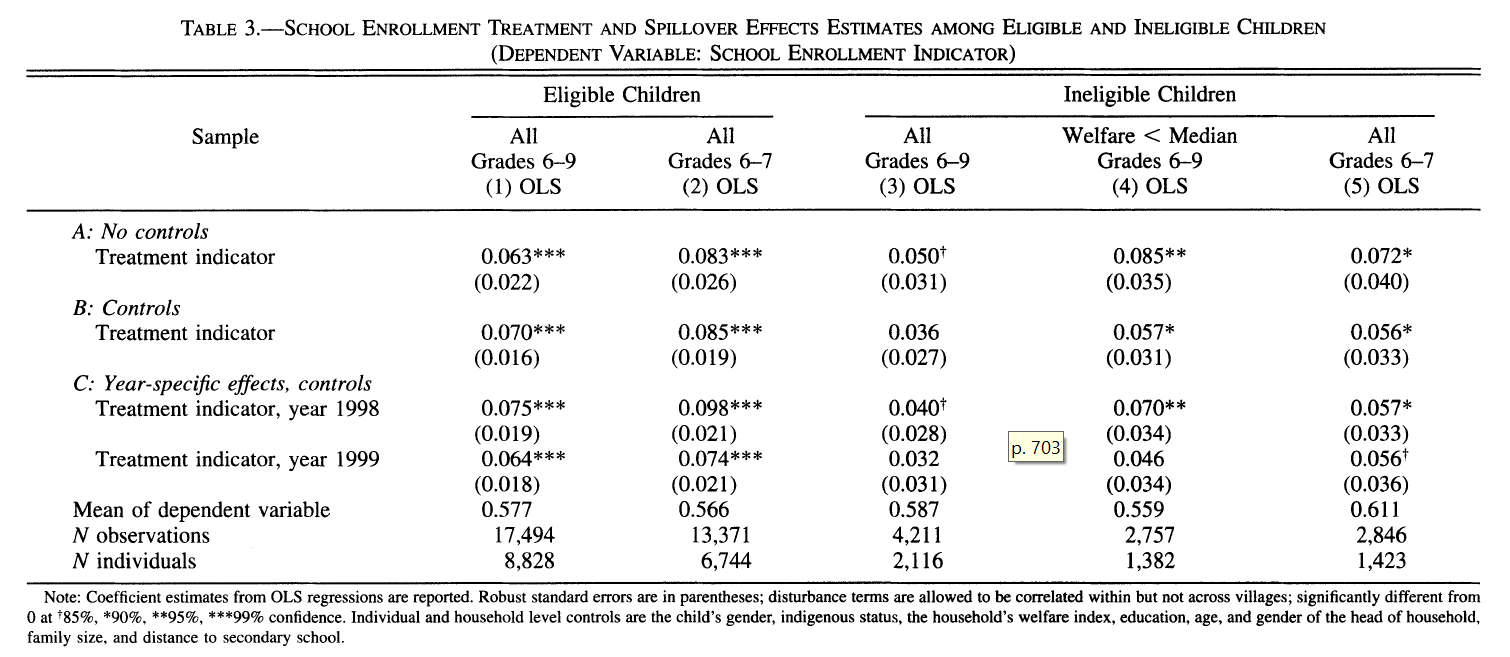 TABLE 3.—SCHOOL ENROLLMENT TREATMENT AND SPILLOVER EFFECTS ESTIMATES AMONG ELIGIBLE AND INELIGIBLE CHILDREN
(DEPENDENT VARIABLE: SCHOOL ENROLLMENT INDICATOR)
Eligible Children Ineligible Children
Sample All All All Welfare < Median All
Grades 6–9 Grades 6–7 Grades 6–9 Grades 6–9 Grades 6–7
(1) OLS (2) OLS (3) OLS (4) OLS (5) OLS
A: No controls
Treatment indicator 0.063*** 0.083*** 0.050† 0.085** 0.072*
(0.022) (0.026) (0.031) (0.035) (0.040)
B: Controls
Treatment indicator 0.070*** 0.085*** 0.036 0.057* 0.056*
(0.016) (0.019) (0.027) (0.031) (0.033)
C: Year-specific effects, controls
Treatment indicator, year 1998 0.075*** 0.098*** 0.040† 0.070** 0.057*
(0.019) (0.021) (0.028) (0.034) (0.033)
p. 703
Treatment indicator, year 1999 0.064*** 0.074*** 0.032 0.046 0.056†
(0.018) (0.021) (0.031) (0.034) (0.036)
Mean of dependent variable 0.577 0.566 0.587 0.559 0.611
N observations 17,494 13,371 4,211 2,757 2,846
N individuals 8,828 6,744 2,116 1,382 1,423
Note: Coefficient estimates from OLS regressions are reported. Robust standard errors are in parentheses; disturbance terms are allowed to be correlated within but not across villages; significantly different from
0 at †85%, *90%, **95%, ***99% confidence. Individual and household level controls are the child's gender, indigenous status, the household's welfare index, education, age, and gender of the head of household,
family size, and distance to secondary school.